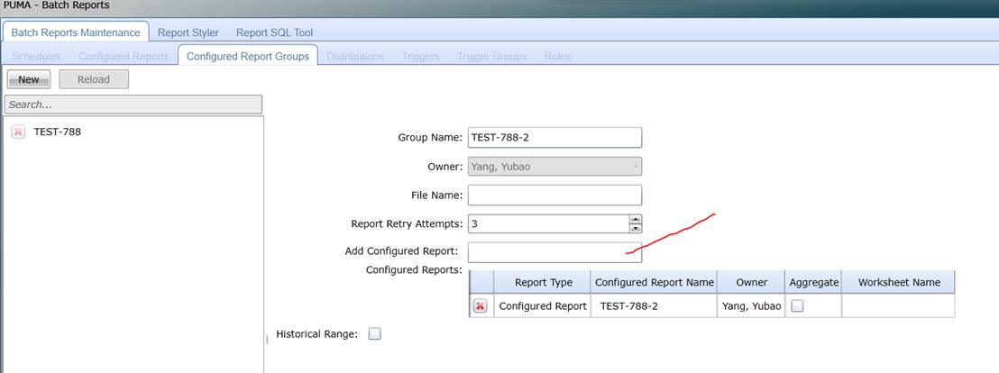 PUMA - Batch Reports
Batch Reports Maintenance Report Styler Report SQL Tool
Schedules Configured Reports Configured Report Groups Distributions Triggers Trigger Groups Roles
New Reload
Search...
TEST-788
Group Name: TEST-788-2
Owner: Yang, Yubao
File Name:
Report Retry Attempts: 3
Add Configured Report:
Configured Reports:
Report Type Configured Report Name Owner Aggregate Worksheet Name
Configured Report TEST-788-2 Yang, Yubao
Historical Range: